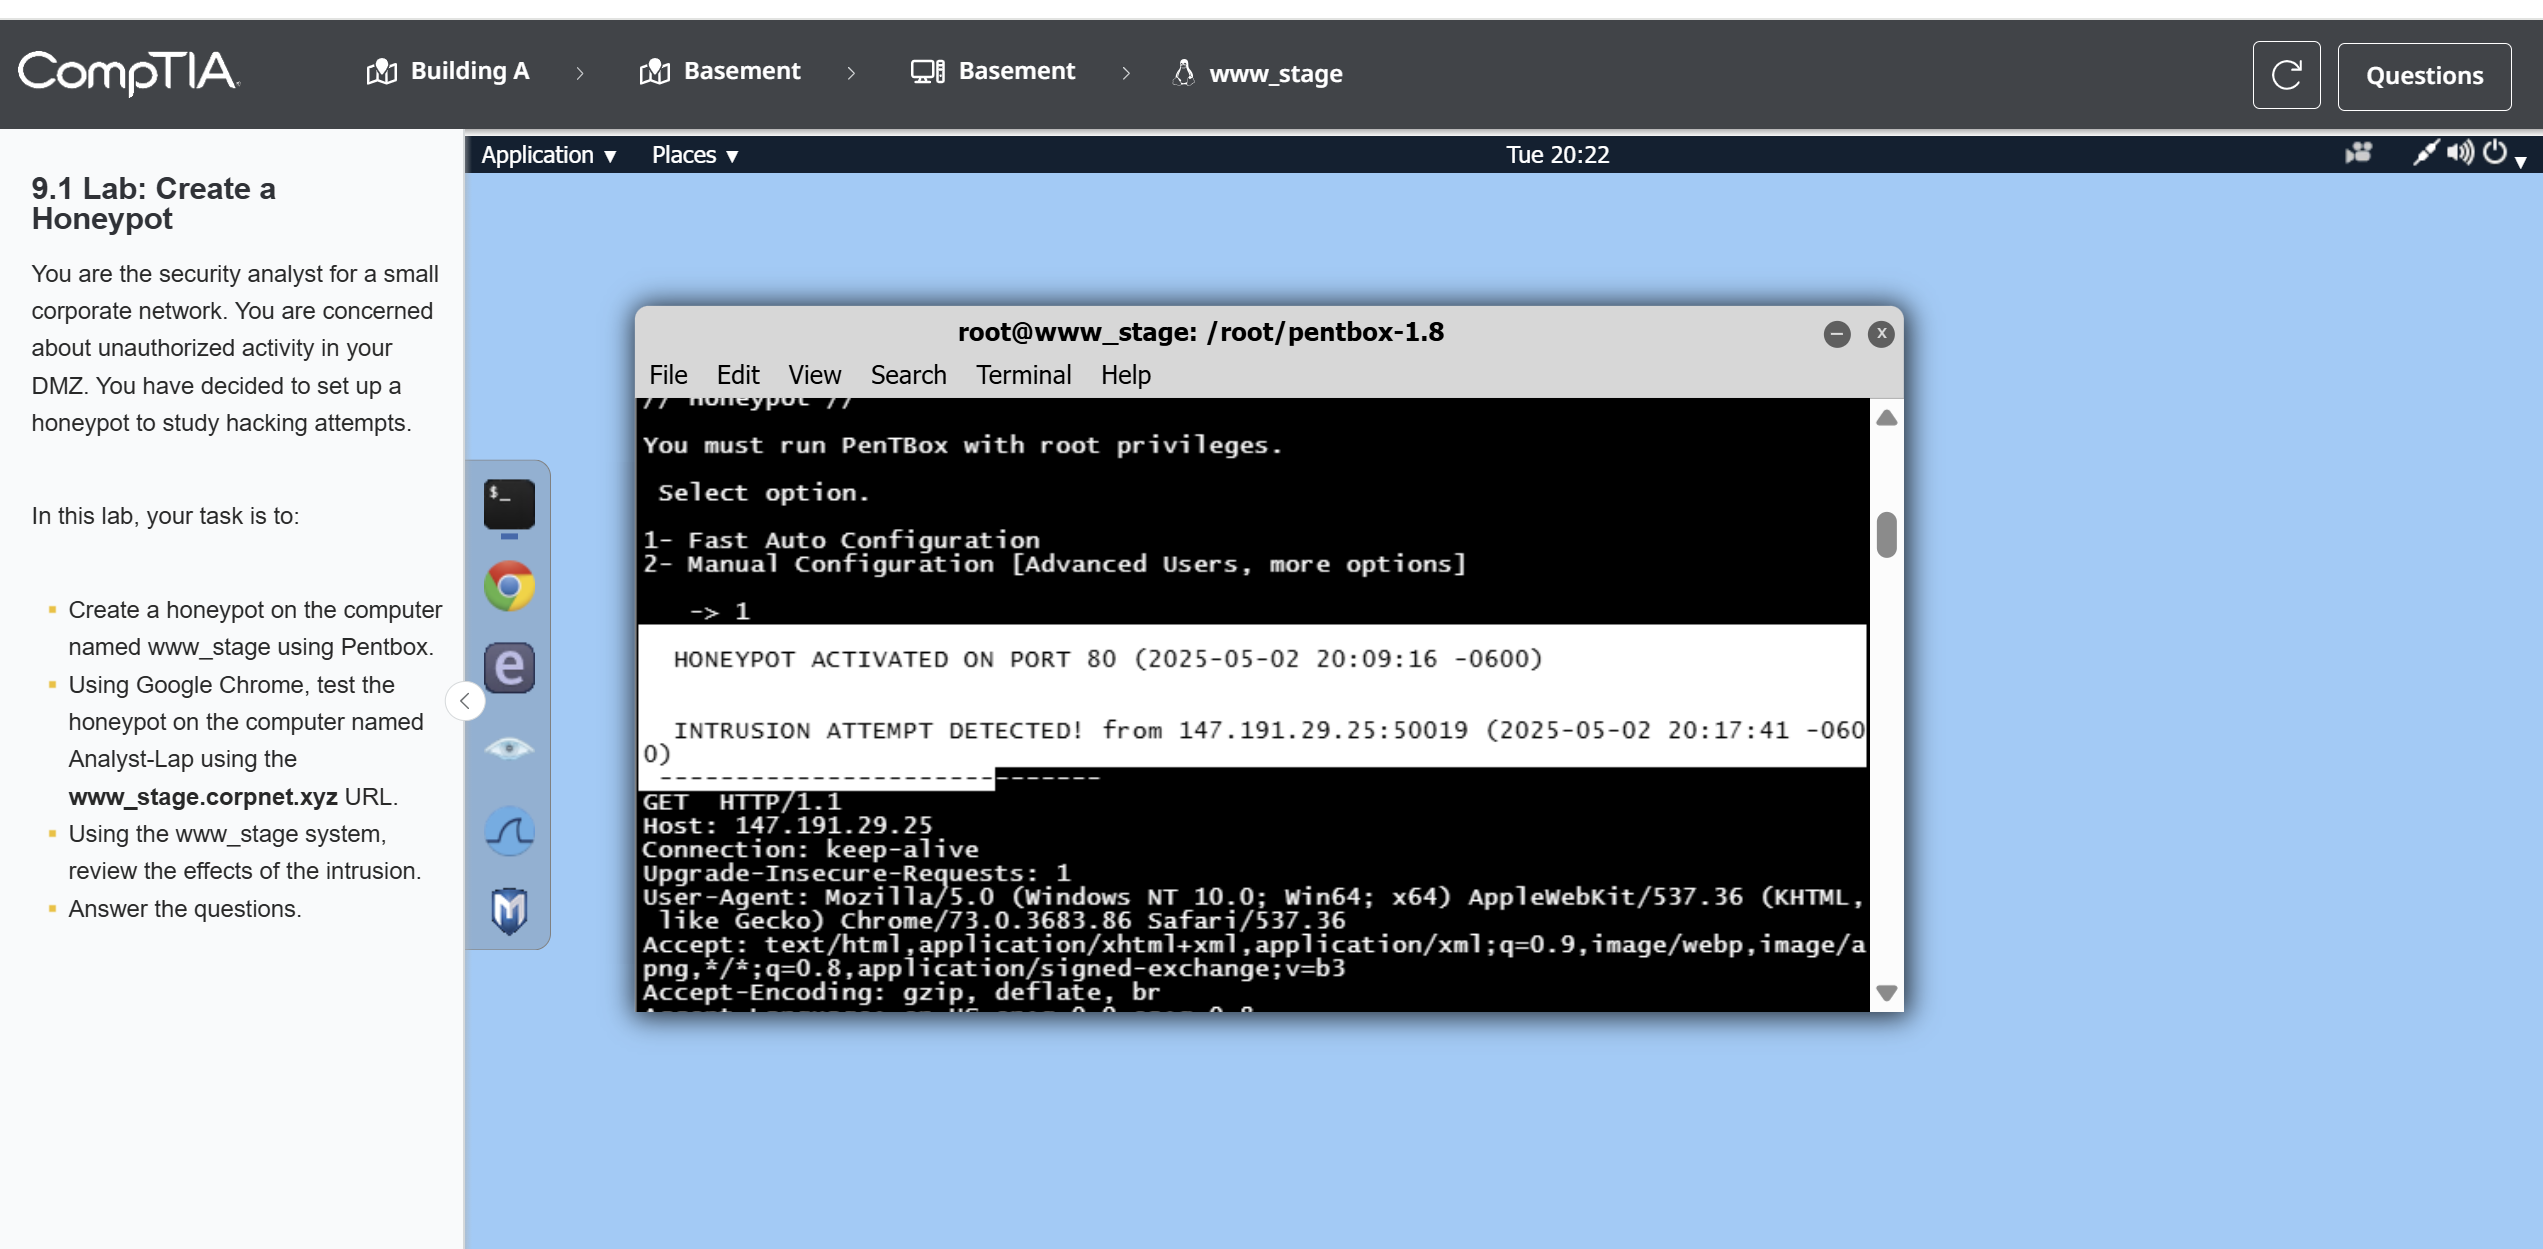 CompTIA.
Building A
Basement
Basement
www_stage
Questions
9.1 Lab: Create a
Honeypot
You are the security analyst for a small
corporate network. You are concerned
about unauthorized activity in your
DMZ. You have decided to set up a
honeypot to study hacking attempts.
In this lab, your task is to:
Create a honeypot on the computer
named www_stage using Pentbox.
Using Google Chrome, test the
honeypot on the computer named
Analyst-Lap using the
www_stage.corpnet.xyz URL.
Using the www_stage system,
review the effects of the intrusion.
Answer the questions.
Application ▼ Places ▼ Tue 20:22
$_
e
M
root@www_stage: /root/pentbox-1.8
x
File Edit View Search Terminal Help
// Honeypot //
You must run PenTBox with root privileges.
Select option.
1- Fast Auto Configuration
2- Manual Configuration [Advanced Users, more options]
-> 1
HONEYPOT ACTIVATED ON PORT 80 (2025-05-02 20:09:16 -0600)
INTRUSION ATTEMPT DETECTED! from 147.191.29.25:50019 (2025-05-02 20:17:41 -060
0)
-----------------------------
GET  HTTP/1.1
Host: 147.191.29.25
Connection: keep-alive
Upgrade-Insecure-Requests: 1
User-Agent: Mozilla/5.0 (Windows NT 10.0; Win64; x64) AppleWebKit/537.36 (KHTML,
like Gecko) Chrome/73.0.3683.86 Safari/537.36
Accept: text/html,application/xhtml+xml,application/xml;q=0.9,image/webp,image/a
png,*/*;q=0.8,application/signed-exchange;v=b3
Accept-Encoding: gzip, deflate, br